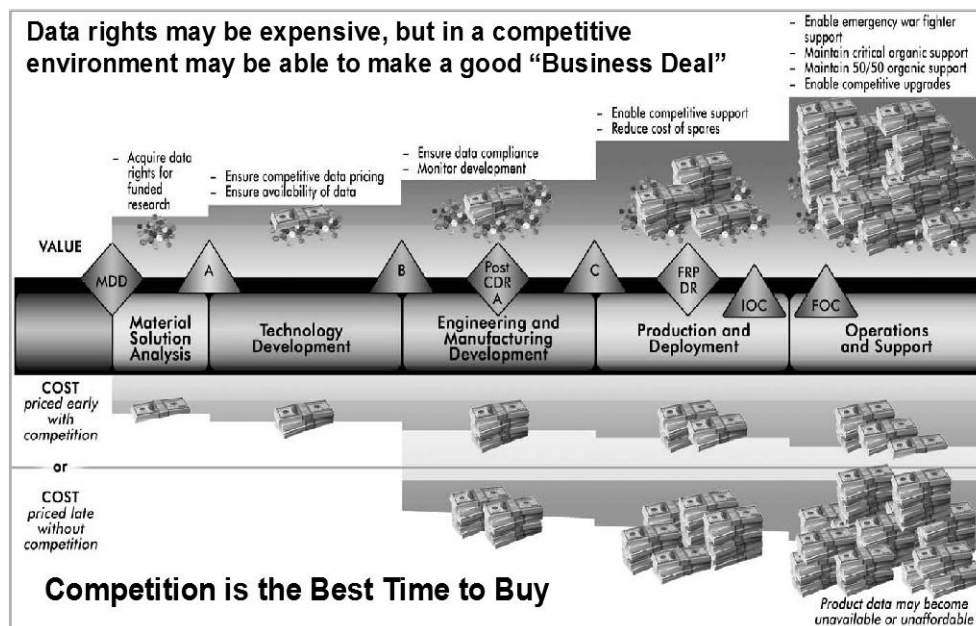 Data rights may be expensive, but in a competitive
environment may be able to make a good “Business Deal”
- Enable emergency war fighter
support
- Maintain critical organic support
- Maintain 50/50 organic support
- Enable competitive upgrades
- Enable competitive support
- Reduce cost of spares
- Ensure data compliance
- Monitor development
- Acquire data
rights for
funded
research
- Ensure competitive data pricing
- Ensure availability of data
VALUE
MDD
A
B
Post
CDR
A
C
FRP
DR
IOC
FOC
Material
Solution
Analysis
Technology
Development
Engineering and
Manufacturing
Development
Production and
Deployment
Operations
and Support
COST
priced early
with
competition
or
COST
priced late
without
competition
Competition is the Best Time to Buy
Product data may become
unavailable or unaffordable